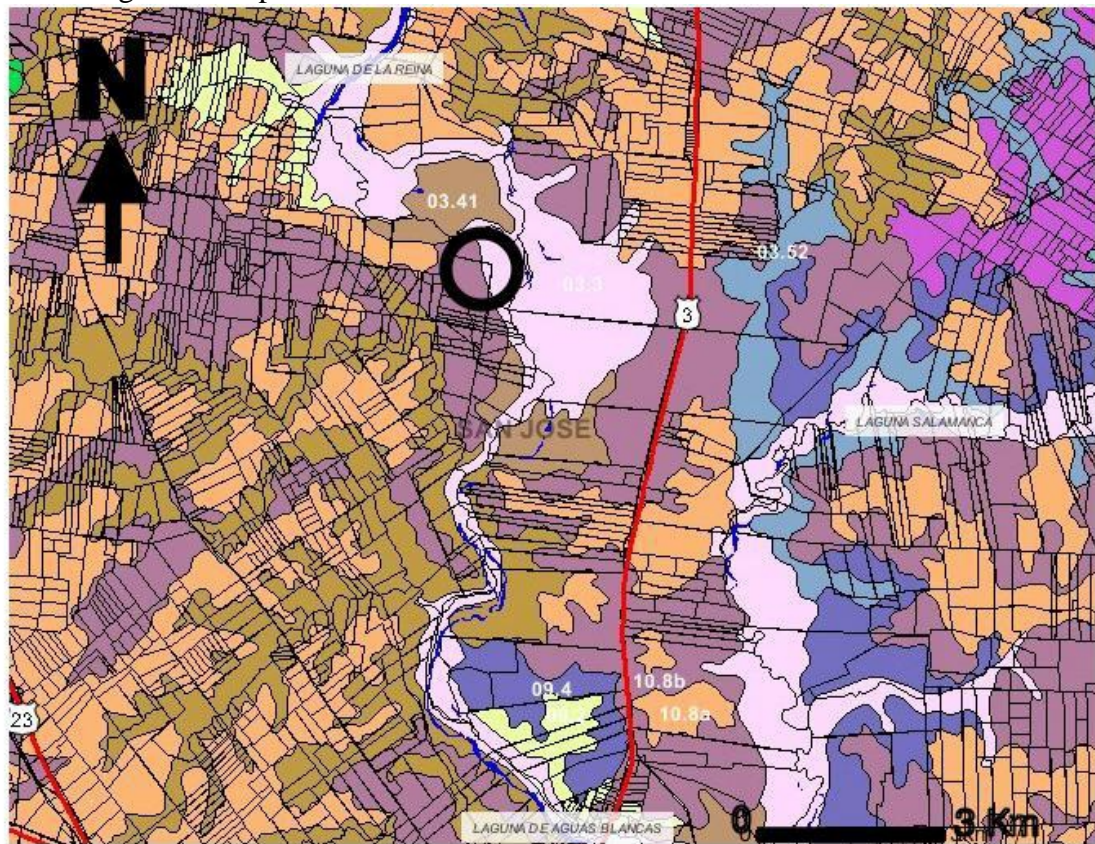 LAGUNA DE LA REINA
N
03.41
03.52
03.3
3
LAGUNA SALAMANCA
SAN JOSE
09.4
10.8b
10.8a
23
0 3 Km
LAGUNA DE AGUAS BLANCAS